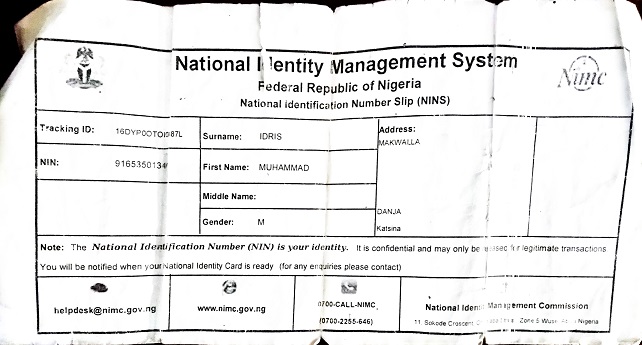 National Identity Management System
Federal Republic of Nigeria
National Identification Number Slip (NINS)
Nimc
Tracking ID:
Surname: IDRIS
Address:
MAKWALLA
NIN:
First Name: MUHAMMAD
Middle Name:
DANJA
Gender: M
Katsina
Note: The National Identification Number (NIN) is your identity. It is confidential and may only be for legitimate transactions
You will be notified when your National Identity Card is ready (for any enquiries please contact)
helpdesk@nimc.gov.ng
www.nimc.gov.ng
0700-CALL-NIMC
(0700-2255-646)
National Management Commission
11, Sokode Crescent Zone 5 Wuse Nigeria